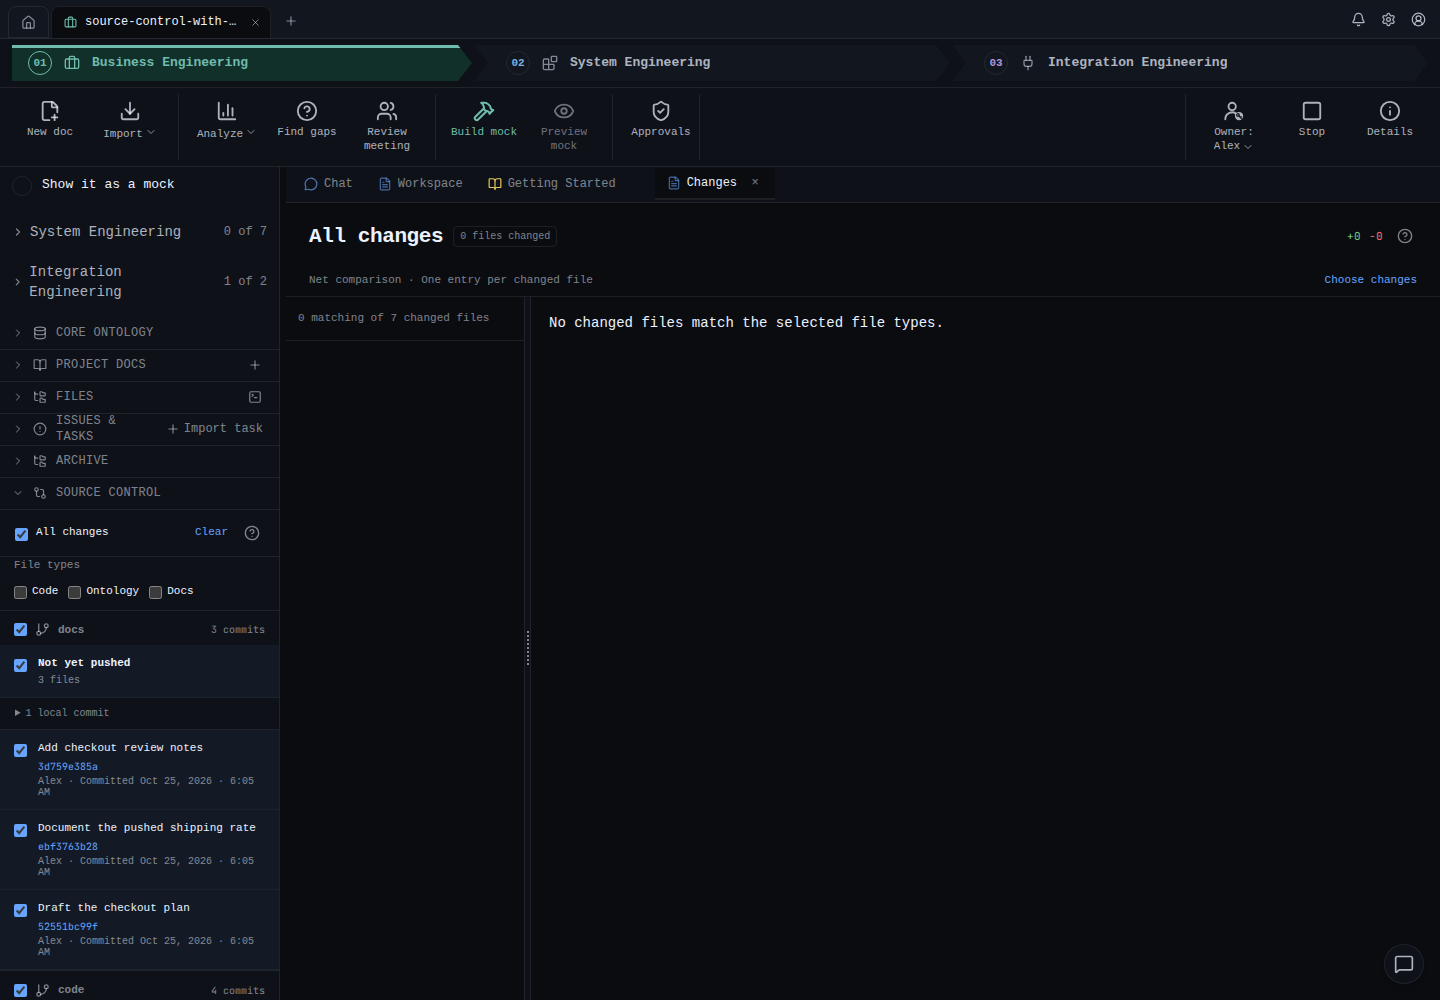 source-control-with-…
01 Business Engineering
02 System Engineering
03 Integration Engineering
New doc
Import
Analyze
Find gaps
Review meeting
Build mock
Preview mock
Approvals
Owner: Alex
Stop
Details
Show it as a mock
System Engineering 0 of 7
Integration Engineering 1 of 2
CORE ONTOLOGY
PROJECT DOCS
FILES
ISSUES & TASKS
Import task
ARCHIVE
SOURCE CONTROL
All changes Clear
File types
Code Ontology Docs
docs 3 commits
Not yet pushed
3 files
1 local commit
Add checkout review notes
3d759e385a
Alex · Committed Oct 25, 2026 · 6:05
AM
Document the pushed shipping rate
ebf3763b28
Alex · Committed Oct 25, 2026 · 6:05
AM
Draft the checkout plan
52551bc99f
Alex · Committed Oct 25, 2026 · 6:05
AM
code 4 commits
Chat
Workspace
Getting Started
Changes ×
All changes 0 files changed
+0 -0
Net comparison · One entry per changed file
Choose changes
0 matching of 7 changed files
No changed files match the selected file types.